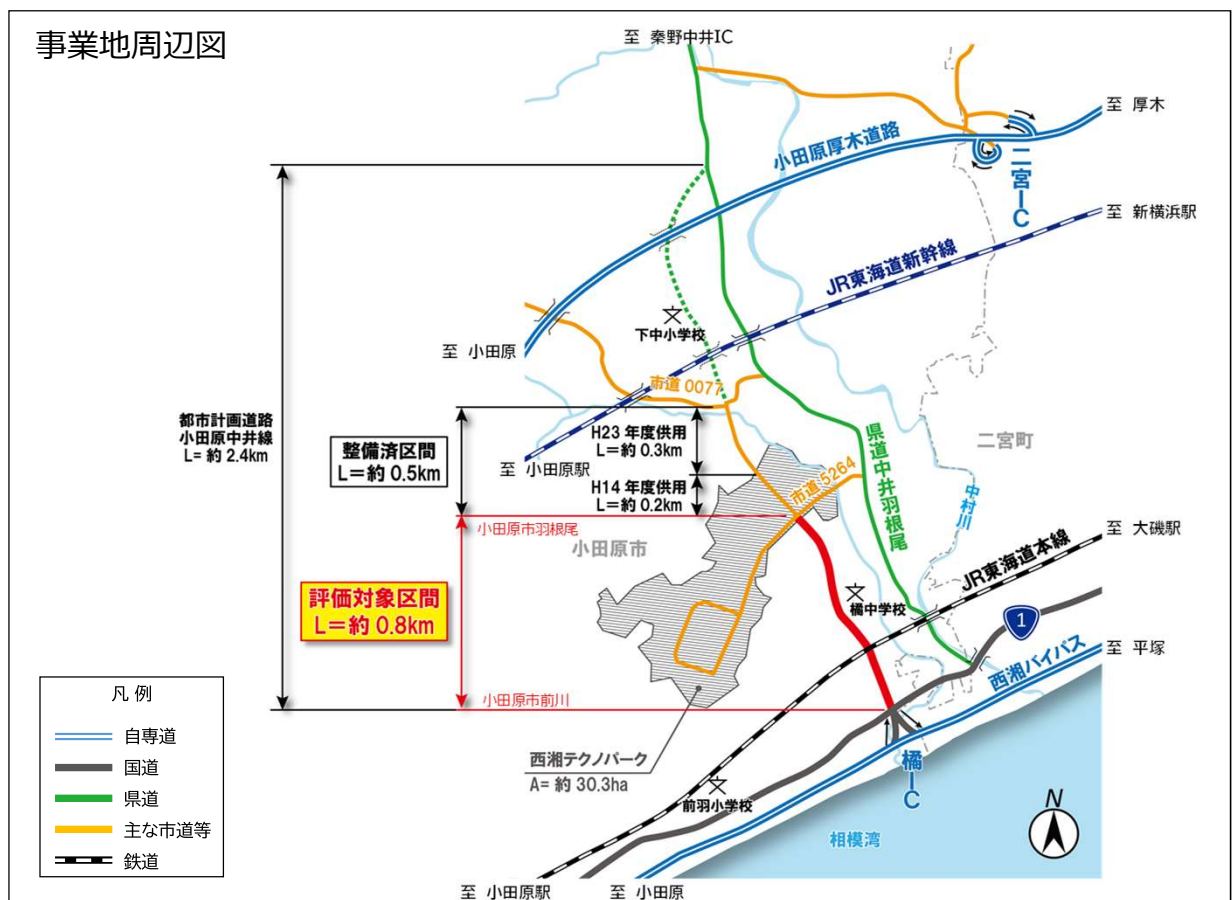 事業地周辺図
至 秦野中井IC
至 厚木
小田原厚木道路
二宮IC
至 新横浜駅
JR東海道新幹線
下中小学校
至 小田原
市道 0077
都市計画道路
小田原中井線
L= 約 2.4km
整備済区間
L＝約 0.5km
H23 年度供用
L＝約 0.3km
至 小田原駅
H14 年度供用
L＝約 0.2km
市道 5264
県道中井羽根尾
二宮町
中村川
小田原市羽根尾
小田原市
至 大磯駅
JR東海道本線
評価対象区間
L＝約 0.8km
橘中学校
1
西湘バイパス
至 平塚
小田原市前川
凡 例
自専道
国道
県道
主な市道等
鉄道
西湘テクノパーク
A= 約 30.3ha
橘IC
前羽小学校
相模湾
N
至 小田原駅
至 小田原